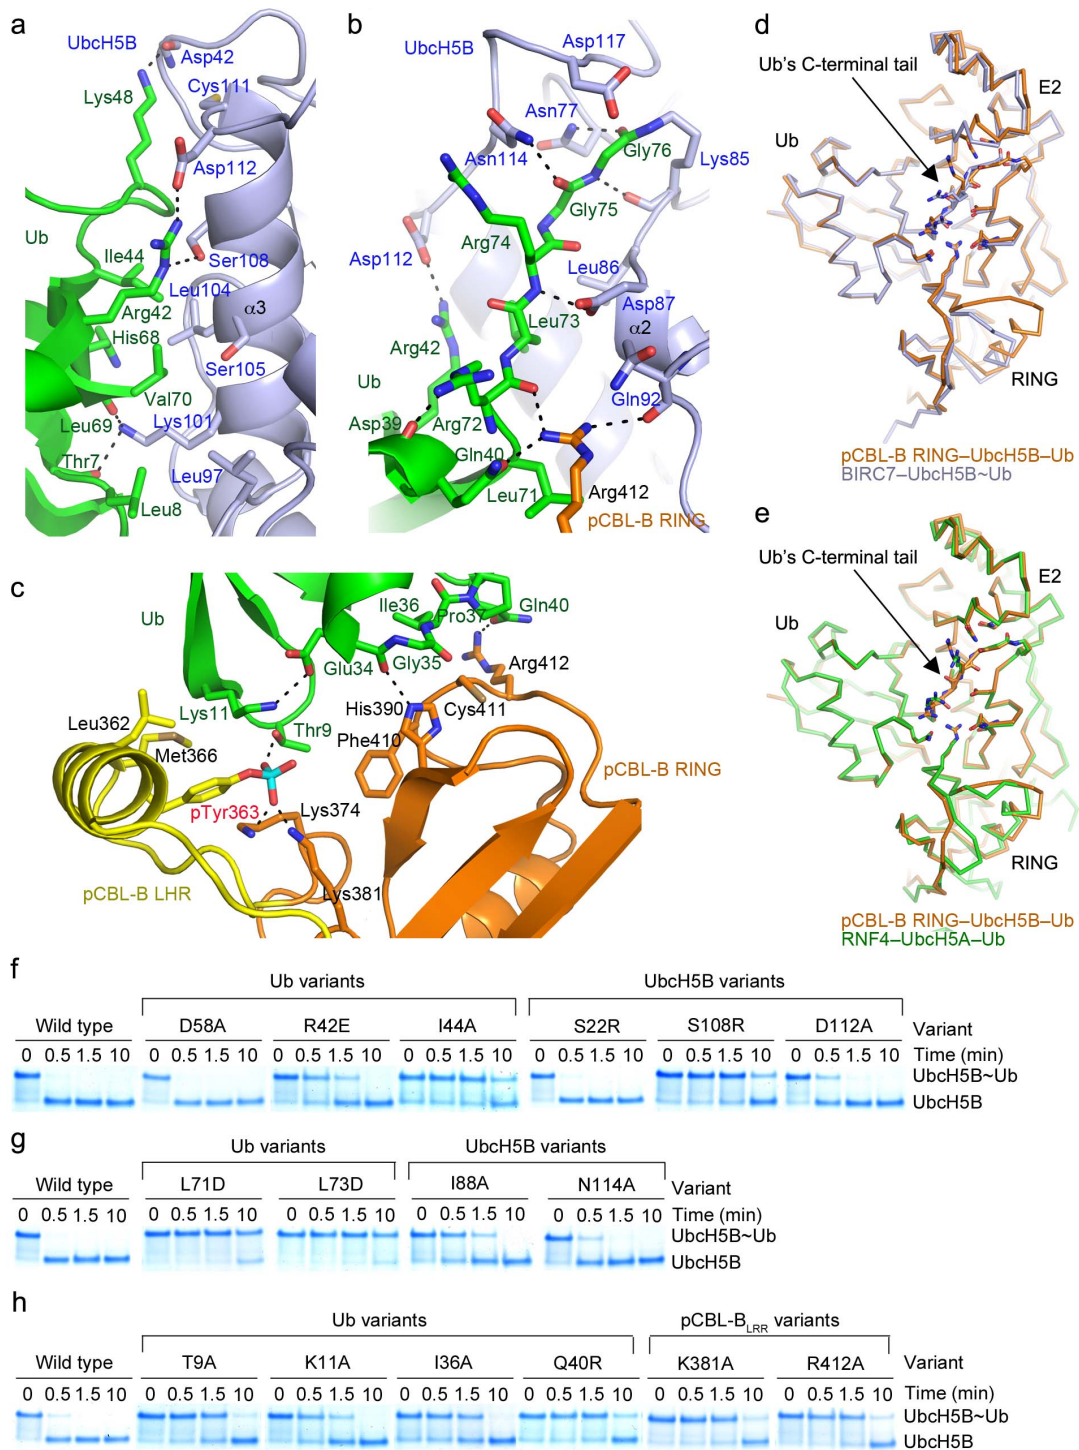 a
UbcH5B
Asp42
Cys111
Lys48
Asp112
Ub
Ile44
Ser108
Leu104
Arg42
α3
His68
Ser105
Val70
Leu69
Lys101
Thr7
Leu97
Leu8
b
Asp117
UbcH5B
Asn77
Asn114
Gly76
Lys85
Gly75
Arg74
Asp112
Leu86
Asp87
Leu73
α2
Arg42
Ub
Gln92
Asp39
Arg72
Gln40
Leu71
Arg412
pCBL-B RING
c
Ub
Ile36
Pro37
Gln40
Glu34
Gly35
Arg412
Lys11
His390
Cys411
Leu362
Thr9
Met366
Phe410
pCBL-B RING
pTyr363
Lys374
pCBL-B LHR
Lys381
d
Ub's C-terminal tail
E2
Ub
RING
pCBL-B RING–UbcH5B–Ub
BIRC7–UbcH5B~Ub
e
Ub's C-terminal tail
E2
Ub
RING
pCBL-B RING–UbcH5B–Ub
RNF4–UbcH5A–Ub
f
Ub variants UbcH5B variants
Wild type D58A R42E I44A S22R S108R D112A Variant
0 0.5 1.5 10 0 0.5 1.5 10 0 0.5 1.5 10 0 0.5 1.5 10 0 0.5 1.5 10 0 0.5 1.5 10 0 0.5 1.5 10 Time (min)
UbcH5B~Ub
UbcH5B
g
Ub variants UbcH5B variants
Wild type L71D L73D I88A N114A Variant
0 0.5 1.5 10 0 0.5 1.5 10 0 0.5 1.5 10 0 0.5 1.5 10 0 0.5 1.5 10 Time (min)
UbcH5B~Ub
UbcH5B
h
Ub variants pCBL-BLRR variants
Wild type T9A K11A I36A Q40R K381A R412A Variant
0 0.5 1.5 10 0 0.5 1.5 10 0 0.5 1.5 10 0 0.5 1.5 10 0 0.5 1.5 10 0 0.5 1.5 10 0 0.5 1.5 10 Time (min)
UbcH5B~Ub
UbcH5B